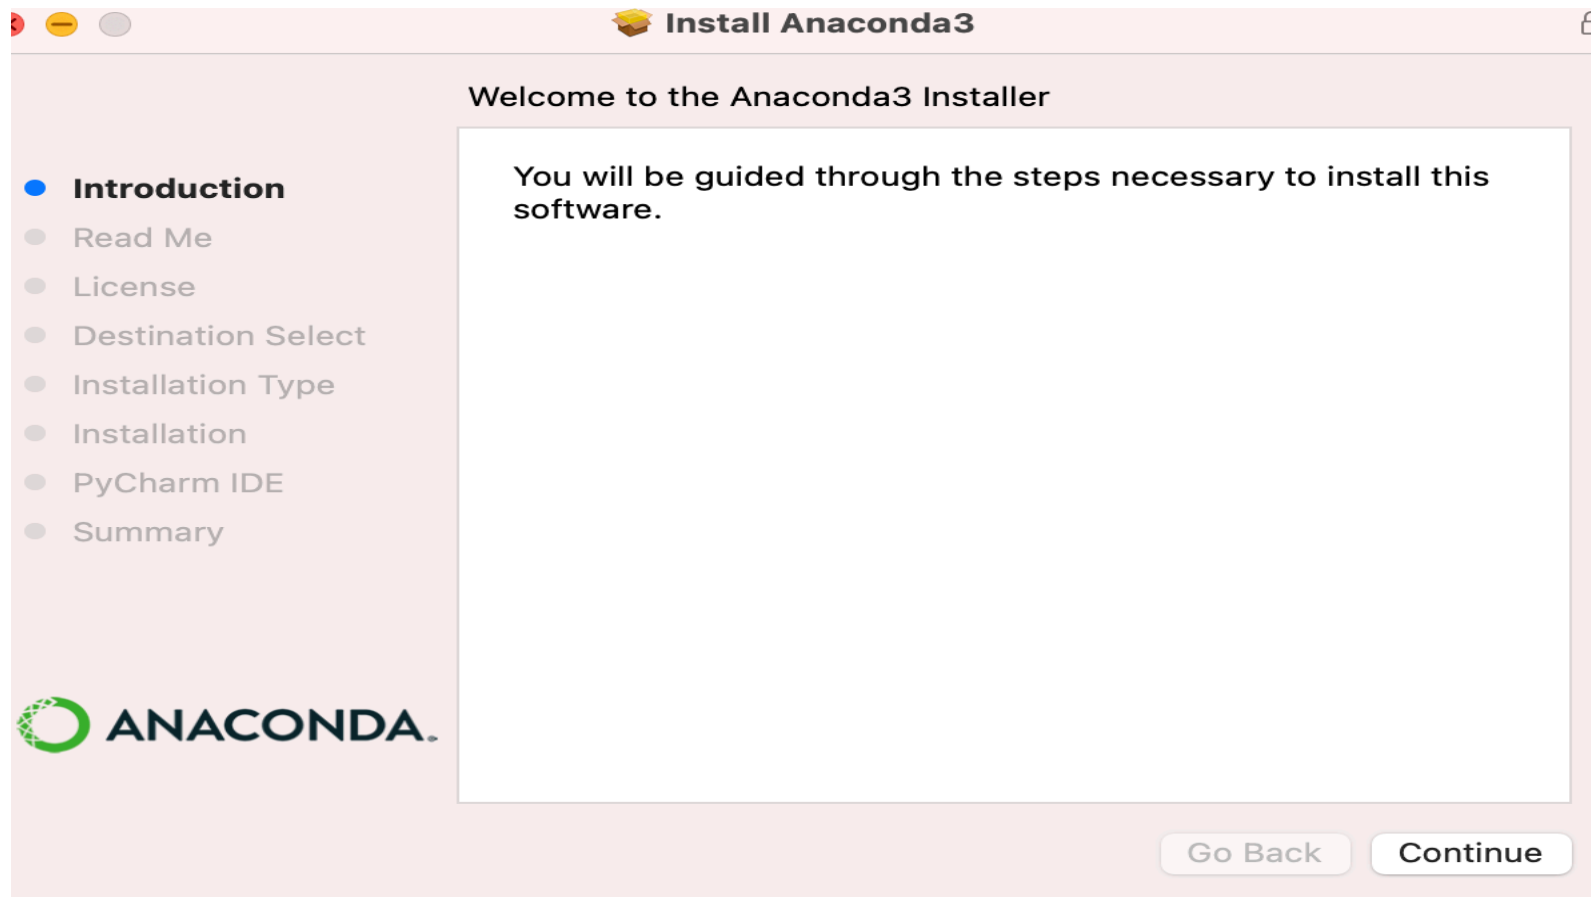 Install Anaconda3
Welcome to the Anaconda3 Installer
Introduction
Read Me
License
Destination Select
Installation Type
Installation
PyCharm IDE
Summary
ANACONDA.
You will be guided through the steps necessary to install this
software.
Go Back
Continue